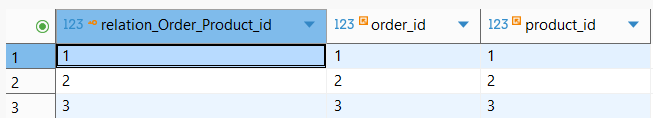 123 relation_Order_Product_id 123 order_id 123 product_id
1 1 1 1
2 2 2 2
3 3 3 3